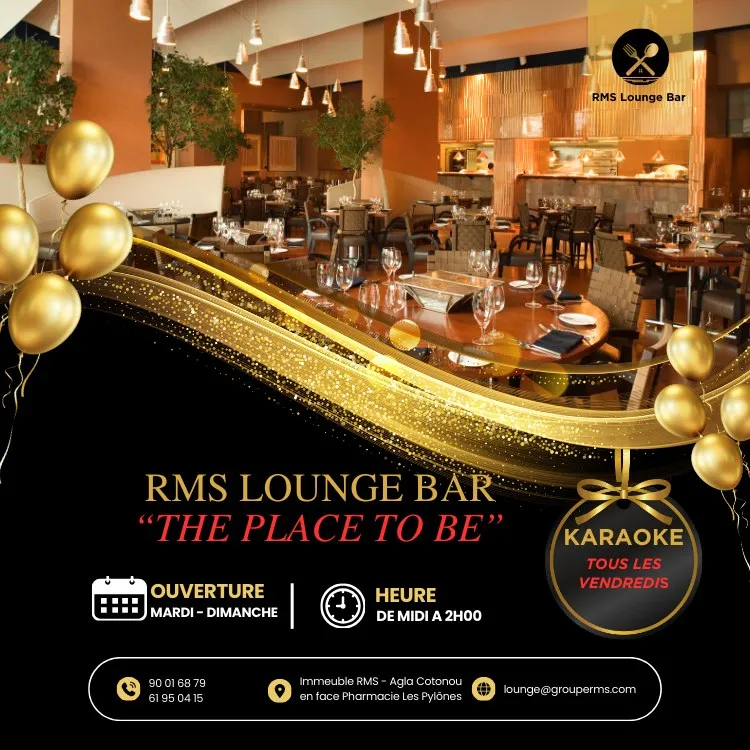 RMS Lounge Bar
RMS LOUNGE BAR
“THE PLACE TO BE”
KARAOKE
TOUS LES
VENDREDIS
OUVERTURE
MARDI - DIMANCHE
HEURE
DE MIDI A 2H00
90 01 68 79
61 95 04 15
Immeuble RMS - Agla Cotonou
en face Pharmacie Les Pylônes
lounge@grouperms.com